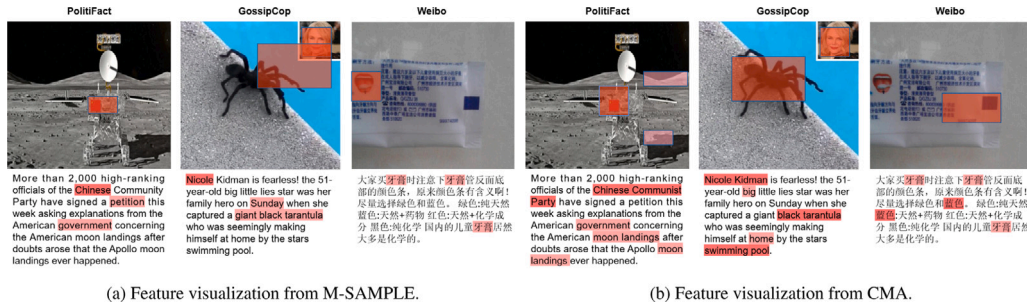 PolitiFact
GossipCop
Weibo
More than 2,000 high-ranking
officials of the Chinese Community
Party have signed a petition this
week asking explanations from the
American government concerning
the American moon landings after
doubts arose that the Apollo moon
landings ever happened.
Nicole Kidman is fearless! the 51-
year-old big little lies star was her
family hero on Sunday when she
captured a giant black tarantula
who was seemingly making
himself at home by the stars
swimming pool.
大家买牙膏时注意下牙膏管反面底
部的颜色条,原来颜色条有含义啊!
尽量选择绿色和蓝色。 绿色:纯天然
蓝色:天然+药物 红色:天然+化学成
分 黑色:纯化学 国内的儿童牙膏居然
大多是化学的。
(a) Feature visualization from M-SAMPLE.
PolitiFact
GossipCop
Weibo
More than 2,000 high-ranking
officials of the Chinese Communist
Party have signed a petition this
week asking explanations from the
American government concerning
the American moon landings after
doubts arose that the Apollo moon
landings ever happened.
Nicole Kidman is fearless! the 51-
year-old big little lies star was her
family hero on Sunday when she
captured a giant black tarantula
who was seemingly making
himself at home by the stars
swimming pool.
大家买牙膏时注意下牙膏管反面底
部的颜色条,原来颜色条有含义啊!
尽量选择绿色和蓝色。 绿色:纯天然
蓝色:天然+药物 红色:天然+化学成
分 黑色:纯化学 国内的儿童牙膏居然
大多是化学的。
(b) Feature visualization from CMA.